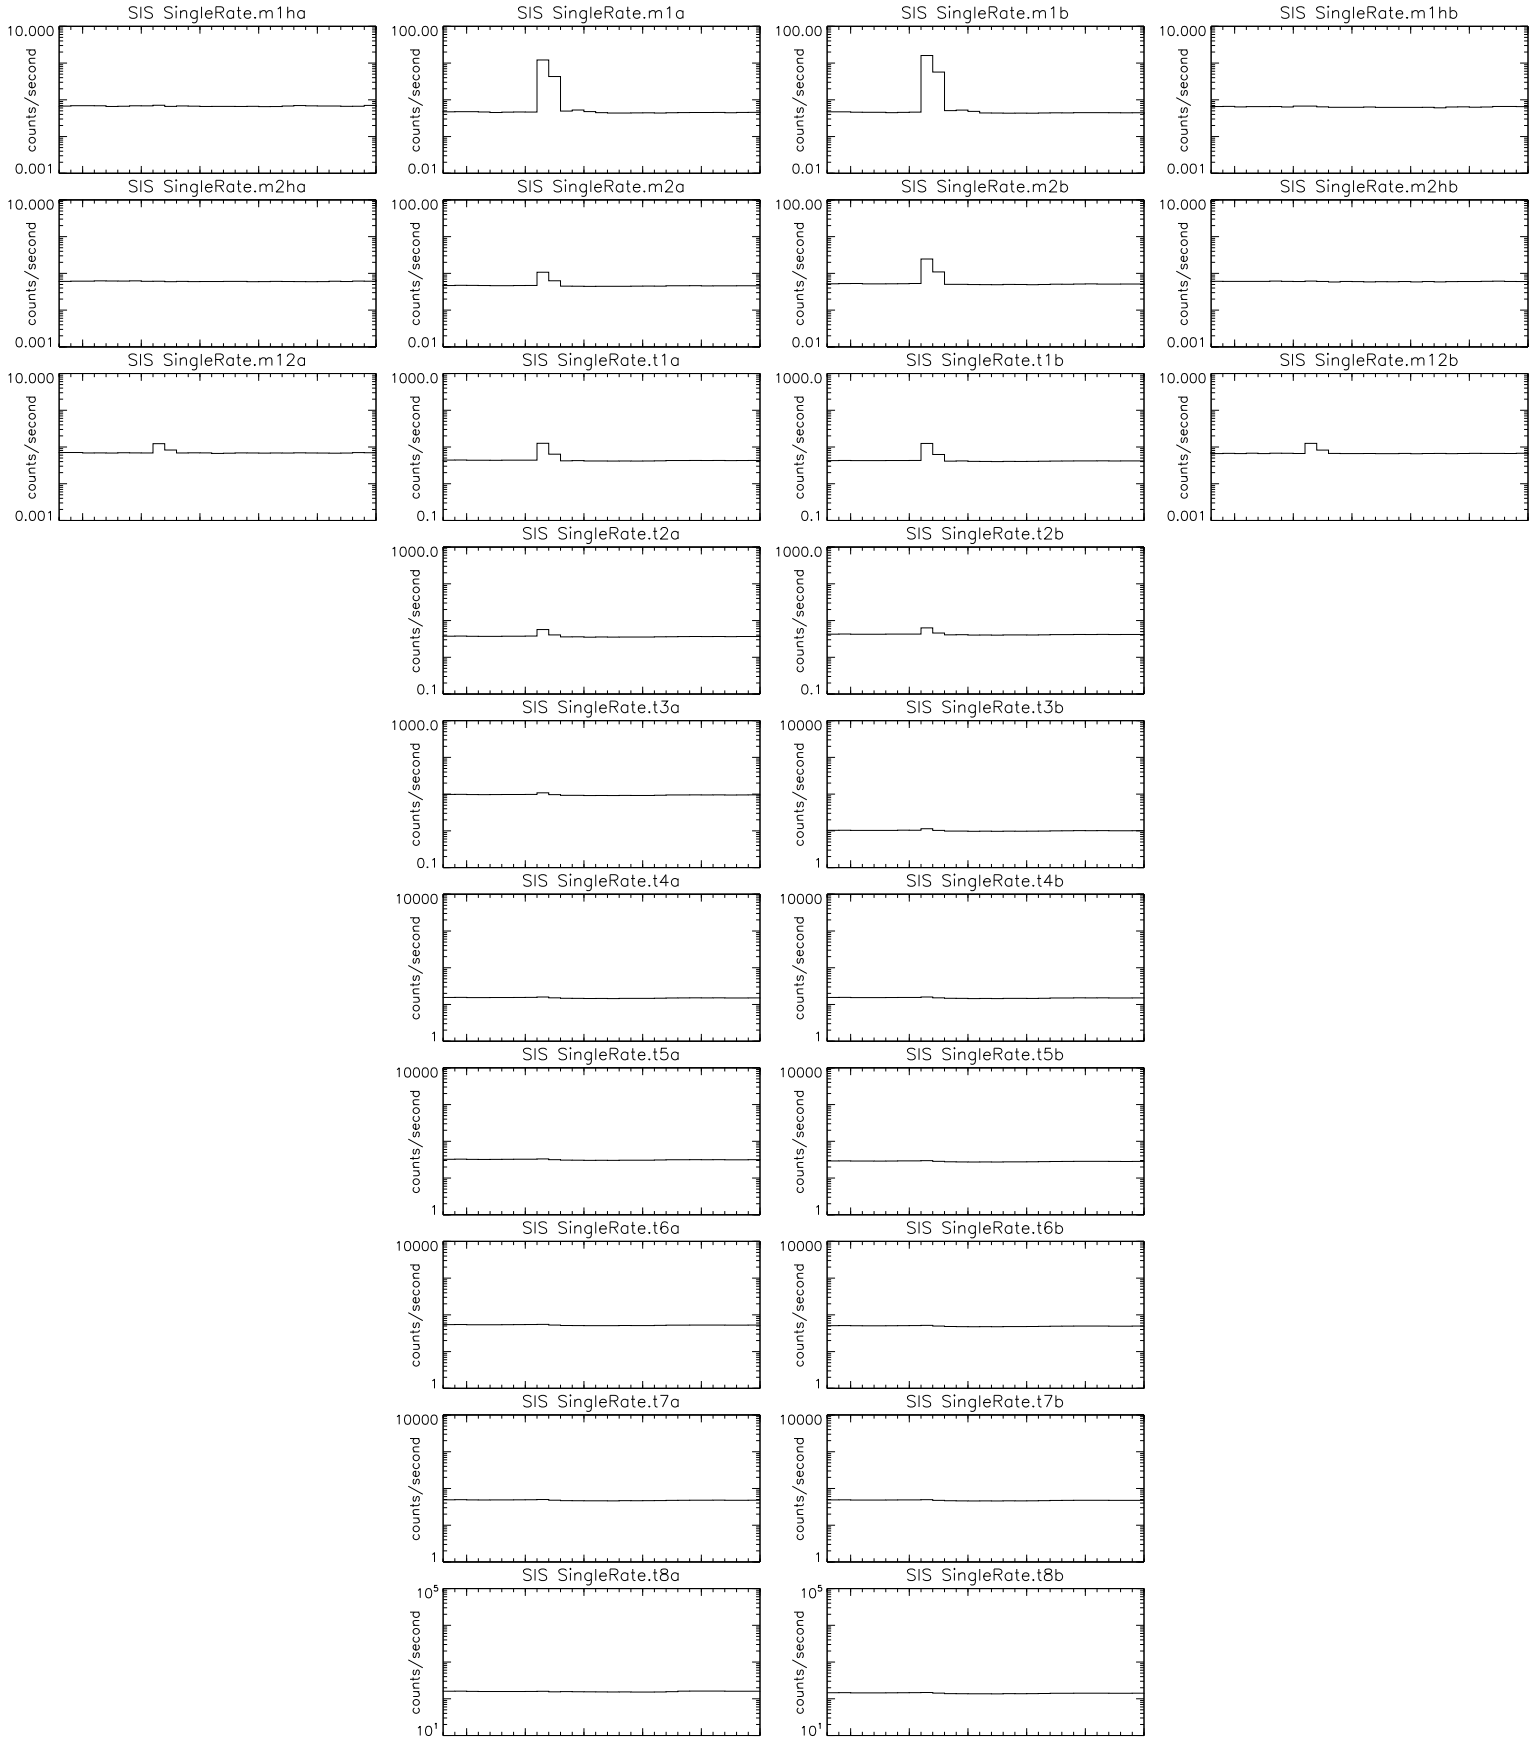 SIS SingleRate.m1ha
10.000
counts/second
0.001
SIS SingleRate.m1a
100.00
counts/second
0.01
SIS SingleRate.m1b
100.00
counts/second
0.01
SIS SingleRate.m1hb
10.000
counts/second
0.001
SIS SingleRate.m2ha
10.000
counts/second
0.001
SIS SingleRate.m2a
100.00
counts/second
0.01
SIS SingleRate.m2b
100.00
counts/second
0.01
SIS SingleRate.m2hb
10.000
counts/second
0.001
SIS SingleRate.m12a
10.000
counts/second
0.001
SIS SingleRate.t1a
1000.0
counts/second
0.1
SIS SingleRate.t1b
1000.0
counts/second
0.1
SIS SingleRate.m12b
10.000
counts/second
0.001
SIS SingleRate.t2a
1000.0
counts/second
0.1
SIS SingleRate.t2b
1000.0
counts/second
0.1
SIS SingleRate.t3a
1000.0
counts/second
0.1
SIS SingleRate.t3b
10000
counts/second
1
SIS SingleRate.t4a
10000
counts/second
1
SIS SingleRate.t4b
10000
counts/second
1
SIS SingleRate.t5a
10000
counts/second
1
SIS SingleRate.t5b
10000
counts/second
1
SIS SingleRate.t6a
10000
counts/second
1
SIS SingleRate.t6b
10000
counts/second
1
SIS SingleRate.t7a
10000
counts/second
1
SIS SingleRate.t7b
10000
counts/second
1
SIS SingleRate.t8a
10⁵
counts/second
10¹
SIS SingleRate.t8b
10⁵
counts/second
10¹